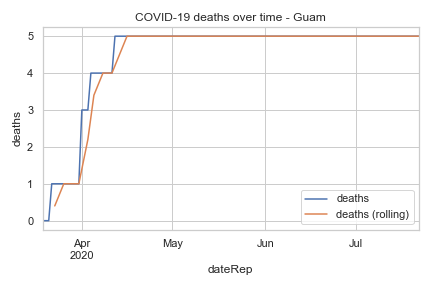 COVID-19 deaths over time - Guam
deaths
5
4
3
2
1
0
Apr
2020
May
Jun
Jul
dateRep
deaths
deaths (rolling)